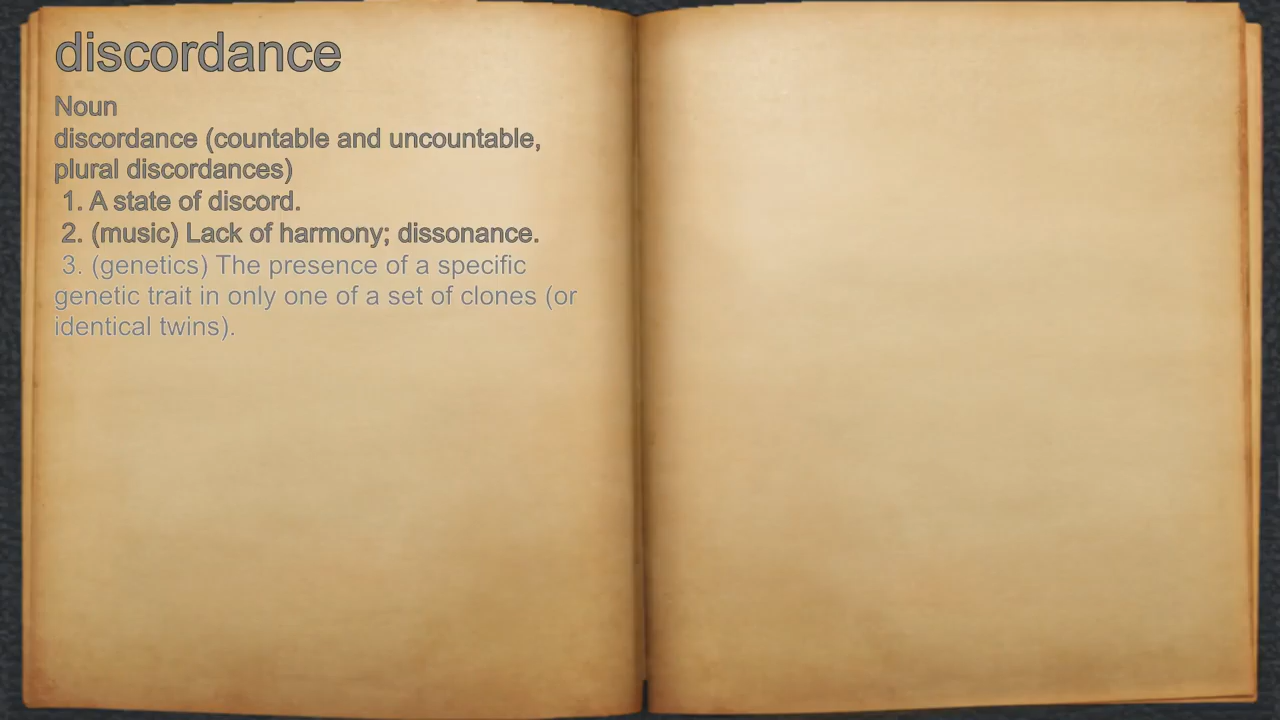 discordance
Noun
discordance (countable and uncountable,
plural discordances)
1. A state of discord.
2. (music) Lack of harmony; dissonance.
3. (genetics) The presence of a specific
genetic trait in only one of a set of clones (or
identical twins).